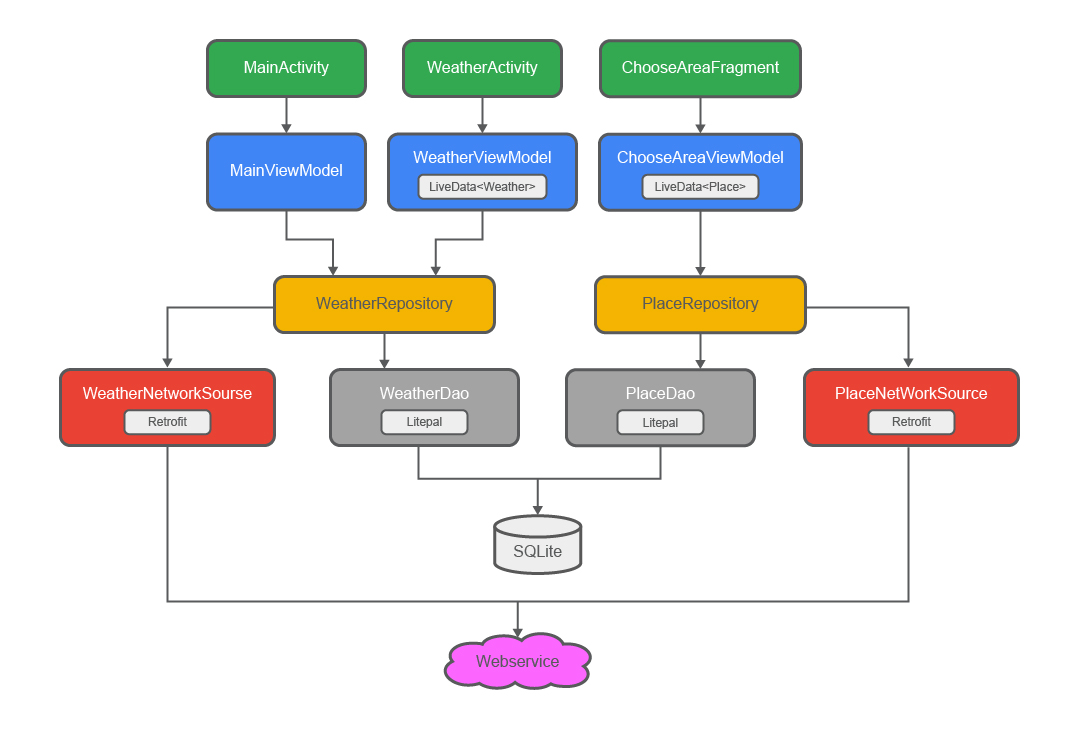 MainActivity
WeatherActivity
ChooseAreaFragment
MainViewModel
WeatherViewModel
LiveData<Weather>
ChooseAreaViewModel
LiveData<Place>
WeatherRepository
PlaceRepository
WeatherNetworkSourse
Retrofit
WeatherDao
Litepal
PlaceDao
Litepal
PlaceNetWorkSource
Retrofit
SQLite
Webservice